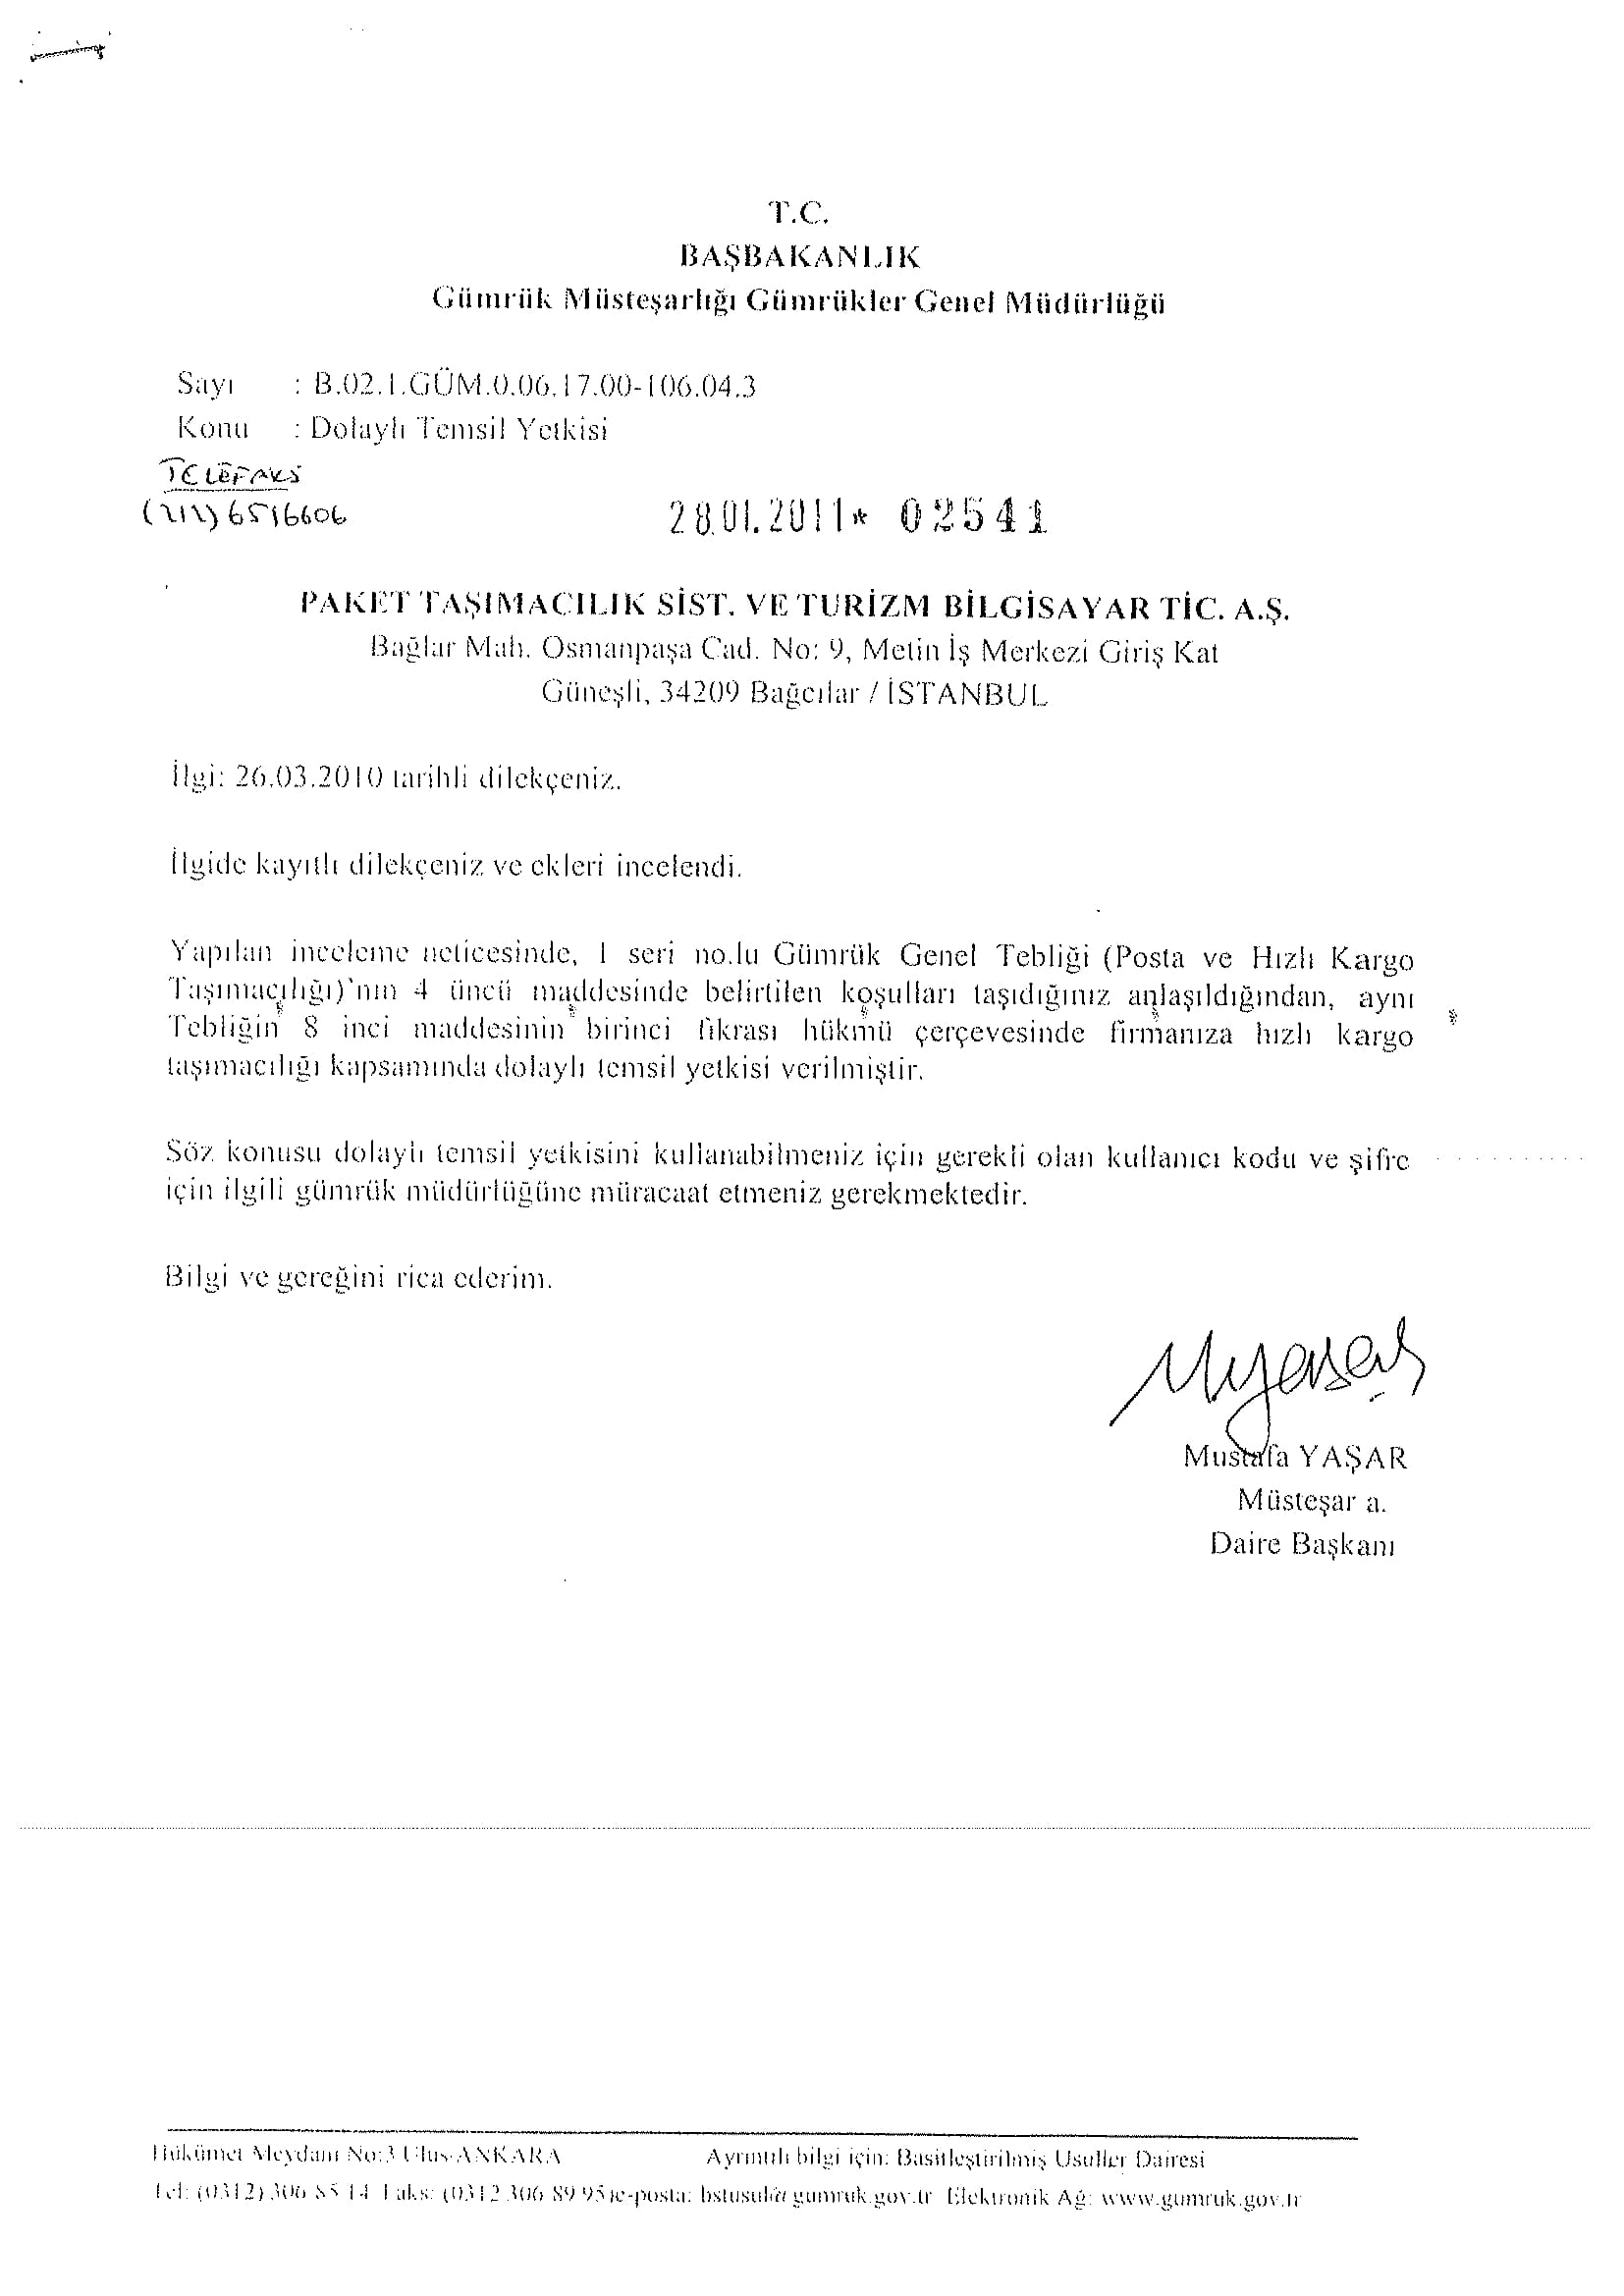 T.C.
BAŞBAKANLIK
Gümrük Müsteşarlığı Gümrükler Genel Müdürlüğü
Sayı : B.02.1.GÜM.0.06.17.00-106.04.3
Konu : Dolaylı Temsil Yetkisi
TELEFAKS
(212) 6516606
28.01.2011* 02541
PAKET TAŞIMACILIK SİST. VE TURİZM BİLGİSAYAR TİC. A.Ş.
Bağlar Mah. Osmanpaşa Cad. No: 9, Metin İş Merkezi Giriş Kat
Güneşli, 34209 Bağcılar / İSTANBUL
İlgi: 26.03.2010 tarihli dilekçeniz.
İlgide kayıtlı dilekçeniz ve ekleri incelendi.
Yapılan inceleme neticesinde, 1 seri no.lu Gümrük Genel Tebliği (Posta ve Hızlı Kargo
Taşımacılığı)'nın 4 üncü maddesinde belirtilen koşulları taşıdığınız anlaşıldığından, aynı
Tebliğin 8 inci maddesinin birinci fıkrası hükmü çerçevesinde firmanıza hızlı kargo
taşımacılığı kapsamında dolaylı temsil yetkisi verilmiştir.
Söz konusu dolaylı temsil yetkisini kullanabilmeniz için gerekli olan kullanıcı kodu ve şifre
için ilgili gümrük müdürlüğüne müracaat etmeniz gerekmektedir.
Bilgi ve gereğini rica ederim.
Myasaş
Mustafa YAŞAR
Müsteşar a.
Daire Başkanı
Hükümet Meydanı No:3 Ulus-ANKARA Ayrıntılı bilgi için: Basitleştirilmiş Usuller Dairesi
Tel: (0312) 306 85 14 Faks: (0312 306 89 95)e-posta: bstusul@gumruk.gov.tr Elektronik Ağ: www.gumruk.gov.tr